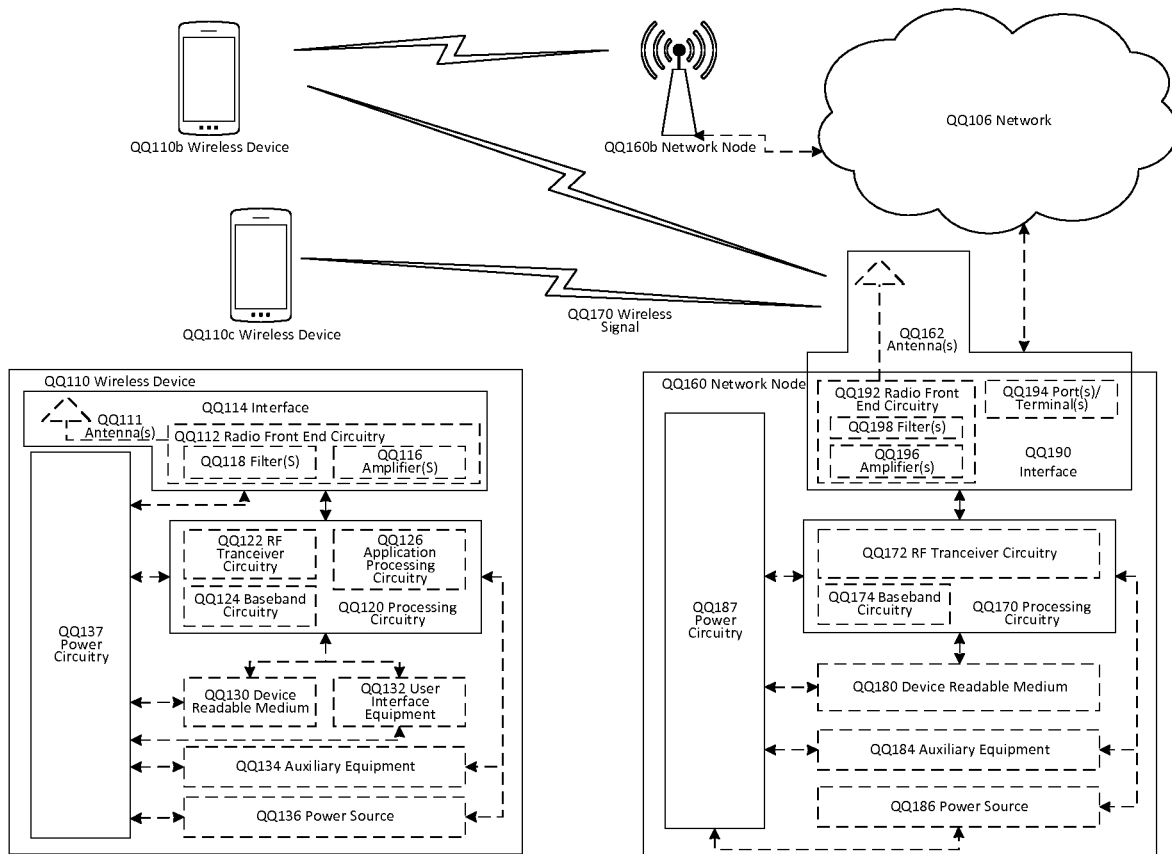 QQ110b Wireless Device
QQ160b Network Node
QQ106 Network
QQ110c Wireless Device
QQ170 Wireless
Signal
QQ162
Antenna(s)
QQ110 Wireless Device
QQ114 Interface
QQ111
Antenna(s)
QQ112 Radio Front End Circuitry
QQ118 Filter(S)
QQ116
Amplifier(S)
QQ122 RF
Tranceiver
Circuitry
QQ126
Application
Processing
Circuitry
QQ124 Baseband
Circuitry
QQ120 Processing
Circuitry
QQ137
Power
Circuitry
QQ130 Device
Readable Medium
QQ132 User
Interface
Equipment
QQ134 Auxiliary Equipment
QQ136 Power Source
QQ160 Network Node
QQ192 Radio Front
End Circuitry
QQ198 Filter(s)
QQ196
Amplifier(s)
QQ194 Port(s)/
Terminal(s)
QQ190
Interface
QQ172 RF Tranceiver Circuitry
QQ174 Baseband
Circuitry
QQ170 Processing
Circuitry
QQ187
Power
Circuitry
QQ180 Device Readable Medium
QQ184 Auxiliary Equipment
QQ186 Power Source